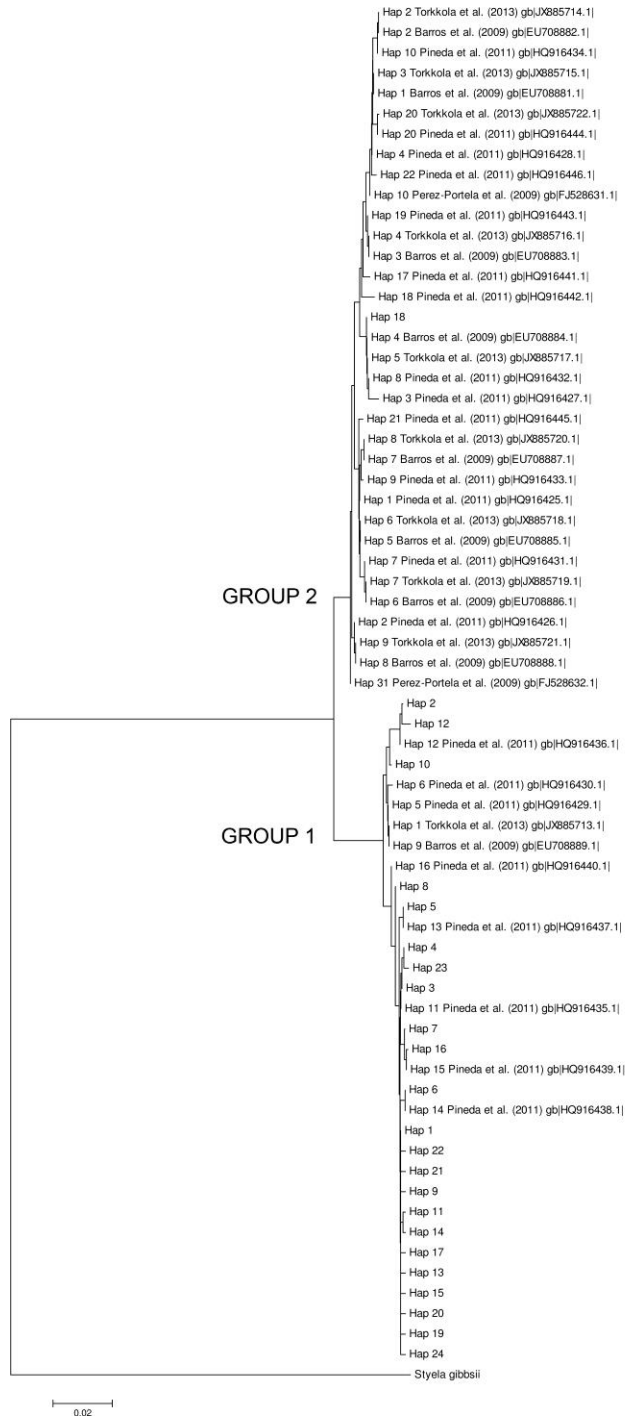 Hap 2 Torkkola et al. (2013) gb|JX885714.1|
Hap 2 Barros et al. (2009) gb|EU708882.1|
Hap 10 Pineda et al. (2011) gb|HQ916434.1|
Hap 3 Torkkola et al. (2013) gb|JX885715.1|
Hap 1 Barros et al. (2009) gb|EU708881.1|
Hap 20 Torkkola et al. (2013) gb|JX885722.1|
Hap 20 Pineda et al. (2011) gb|HQ916444.1|
Hap 4 Pineda et al. (2011) gb|HQ916428.1|
Hap 22 Pineda et al. (2011) gb|HQ916446.1|
Hap 10 Perez-Portela et al. (2009) gb|FJ528631.1|
Hap 19 Pineda et al. (2011) gb|HQ916443.1|
Hap 4 Torkkola et al. (2013) gb|JX885716.1|
Hap 3 Barros et al. (2009) gb|EU708883.1|
Hap 17 Pineda et al. (2011) gb|HQ916441.1|
Hap 18 Pineda et al. (2011) gb|HQ916442.1|
Hap 18
Hap 4 Barros et al. (2009) gb|EU708884.1|
Hap 5 Torkkola et al. (2013) gb|JX885717.1|
Hap 8 Pineda et al. (2011) gb|HQ916432.1|
Hap 3 Pineda et al. (2011) gb|HQ916427.1|
Hap 21 Pineda et al. (2011) gb|HQ916445.1|
Hap 8 Torkkola et al. (2013) gb|JX885720.1|
Hap 7 Barros et al. (2009) gb|EU708887.1|
Hap 9 Pineda et al. (2011) gb|HQ916433.1|
Hap 1 Pineda et al. (2011) gb|HQ916425.1|
Hap 6 Torkkola et al. (2013) gb|JX885718.1|
Hap 5 Barros et al. (2009) gb|EU708885.1|
Hap 7 Pineda et al. (2011) gb|HQ916431.1|
Hap 7 Torkkola et al. (2013) gb|JX885719.1|
GROUP 2
Hap 6 Barros et al. (2009) gb|EU708886.1|
Hap 2 Pineda et al. (2011) gb|HQ916426.1|
Hap 9 Torkkola et al. (2013) gb|JX885721.1|
Hap 8 Barros et al. (2009) gb|EU708888.1|
Hap 31 Perez-Portela et al. (2009) gb|FJ528632.1|
Hap 2
Hap 12
Hap 12 Pineda et al. (2011) gb|HQ916436.1|
Hap 10
Hap 6 Pineda et al. (2011) gb|HQ916430.1|
Hap 5 Pineda et al. (2011) gb|HQ916429.1|
Hap 1 Torkkola et al. (2013) gb|JX885713.1|
GROUP 1
Hap 9 Barros et al. (2009) gb|EU708889.1|
Hap 16 Pineda et al. (2011) gb|HQ916440.1|
Hap 8
Hap 5
Hap 13 Pineda et al. (2011) gb|HQ916437.1|
Hap 4
Hap 23
Hap 3
Hap 11 Pineda et al. (2011) gb|HQ916435.1|
Hap 7
Hap 16
Hap 15 Pineda et al. (2011) gb|HQ916439.1|
Hap 6
Hap 14 Pineda et al. (2011) gb|HQ916438.1|
Hap 1
Hap 22
Hap 21
Hap 9
Hap 11
Hap 14
Hap 17
Hap 13
Hap 15
Hap 20
Hap 19
Hap 24
Styela gibbsii
0.02